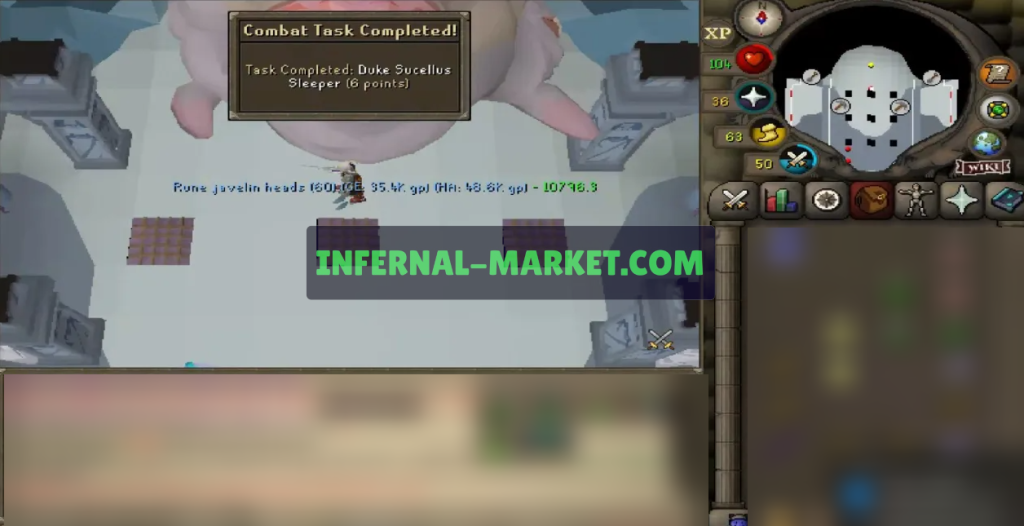 Combat Task Completed!
Task Completed: Duke Sucellus
Sleeper (6 points)
N
XP
104
36
63
50
WIKI
Rune javelin heads (60) (GE: 35.4K gp) (HA: 48.6K gp) - 10796.3
INFERNAL-MARKET.COM